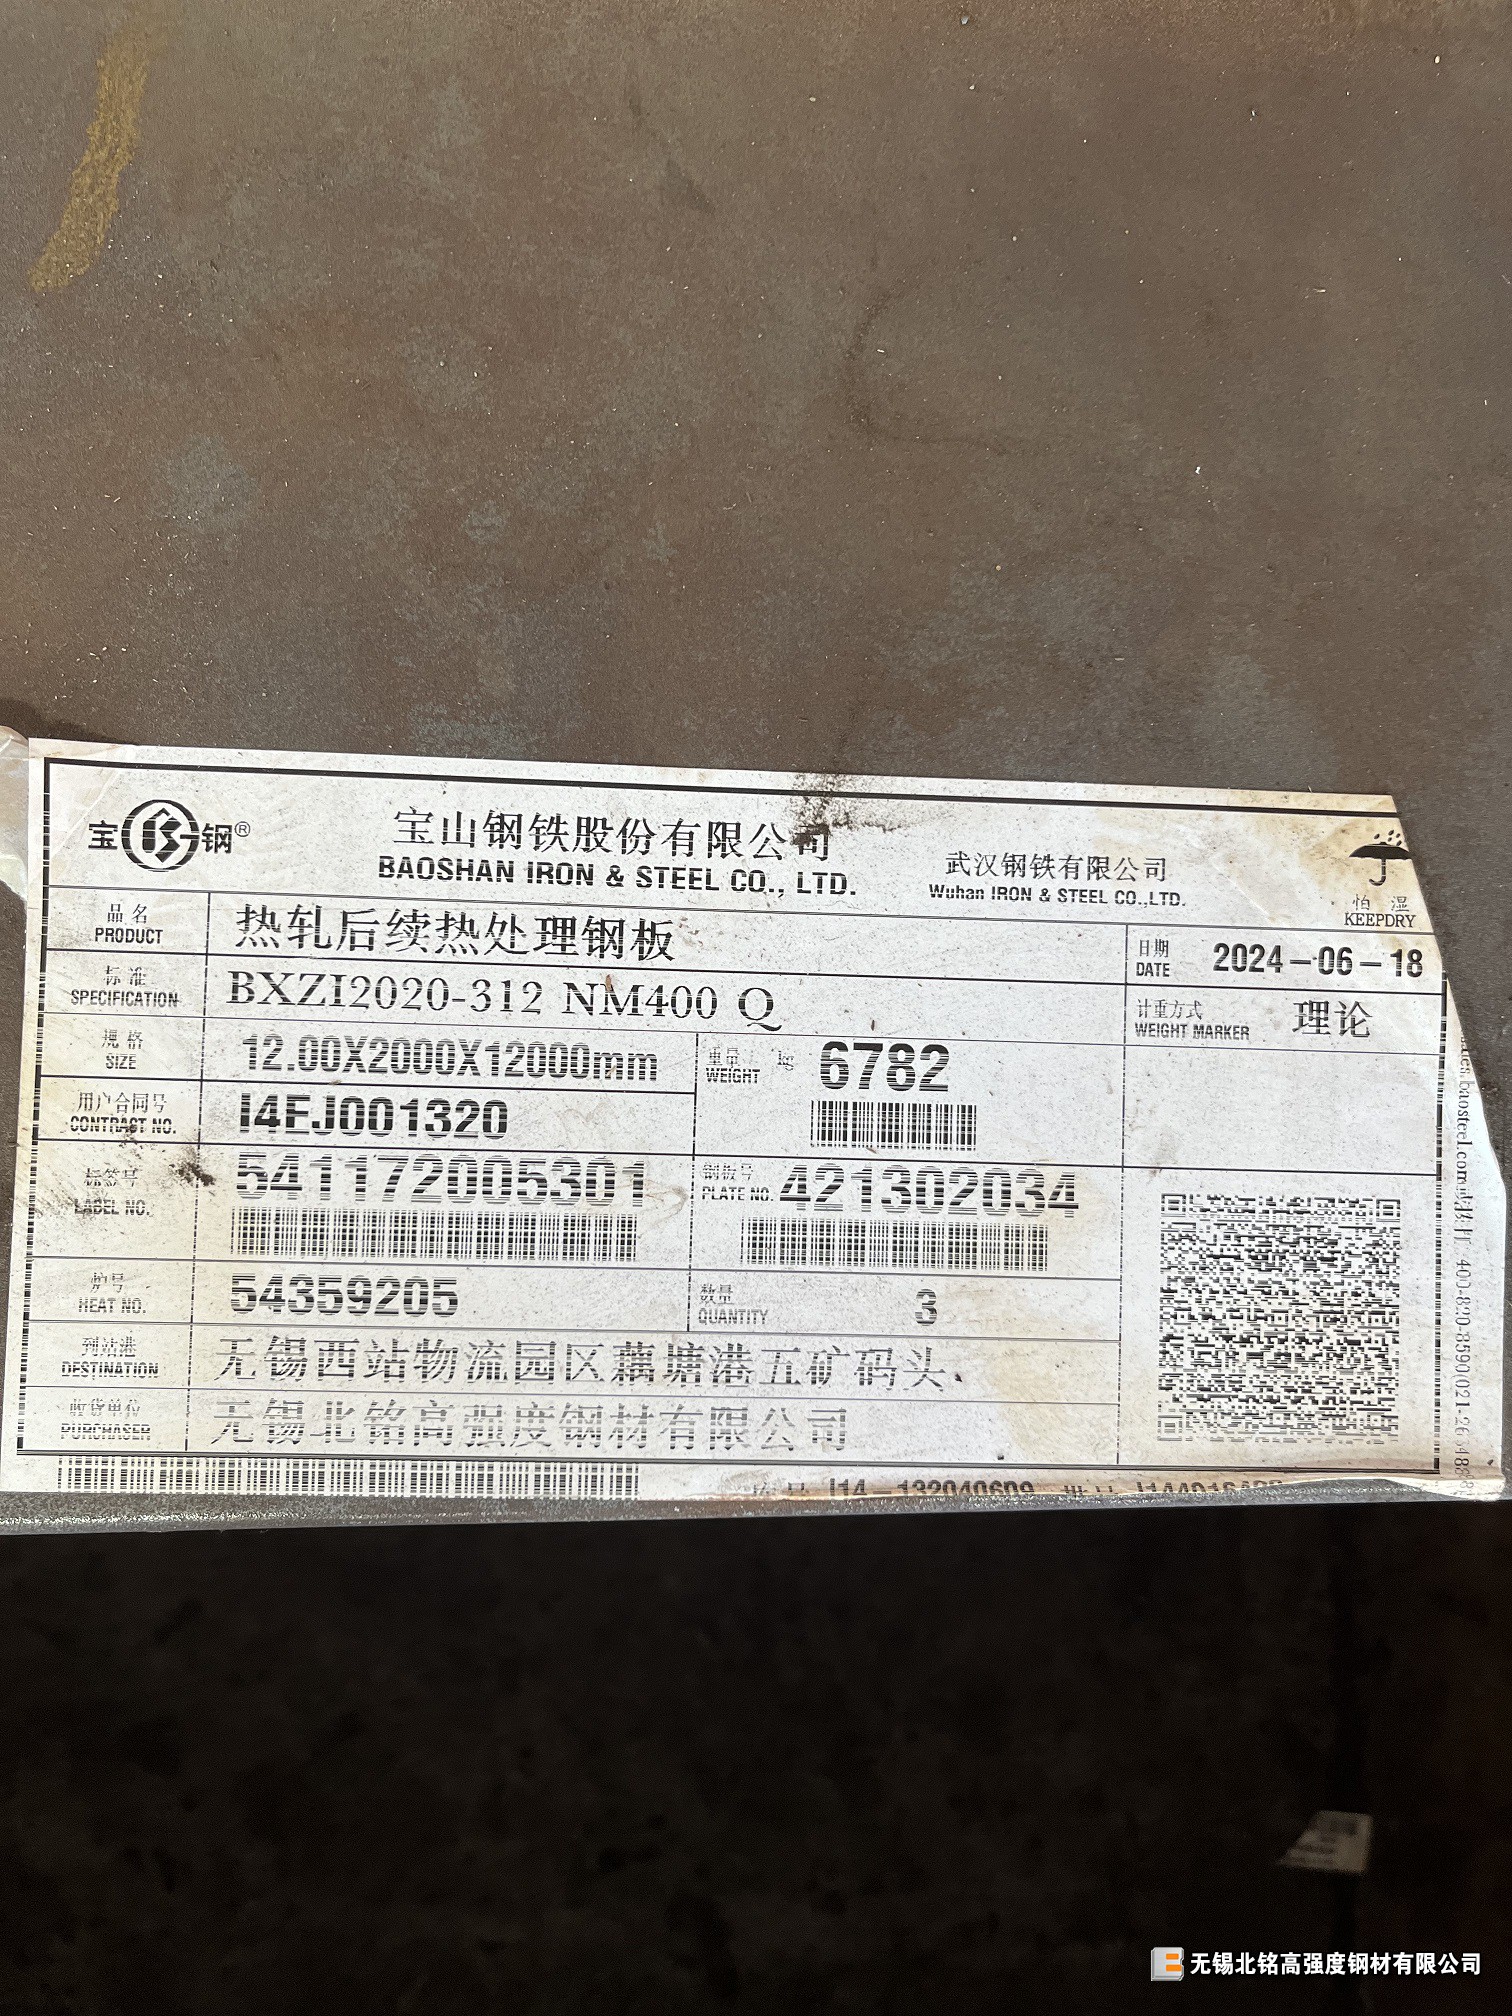 宝钢®
宝山钢铁股份有限公司
BAOSHAN IRON & STEEL CO., LTD.
武汉钢铁有限公司
Wuhan IRON & STEEL CO.,LTD.
怕湿
KEEPDRY
品名
PRODUCT
热轧后续热处理钢板
日期
DATE
2024-06-18
标准
SPECIFICATION
BXZI2020-312 NM400 Q
计重方式
WEIGHT MARKER
理论
规格
SIZE
12.00X2000X12000mm
重量 kg
WEIGHT
6782
用户合同号
CONTRACT NO.
I4EJ001320
标签号
LABEL NO.
541172005301
钢板号
PLATE NO.
421302034
炉号
HEAT NO.
54359205
数量
QUANTITY
3
到站港
DESTINATION
无锡西站物流园区藕塘港五矿码头.
收货单位
PURCHASER
无锡北铭高强度钢材有限公司
I14-132040609
baosteel.com
400-820-8590
无锡北铭高强度钢材有限公司